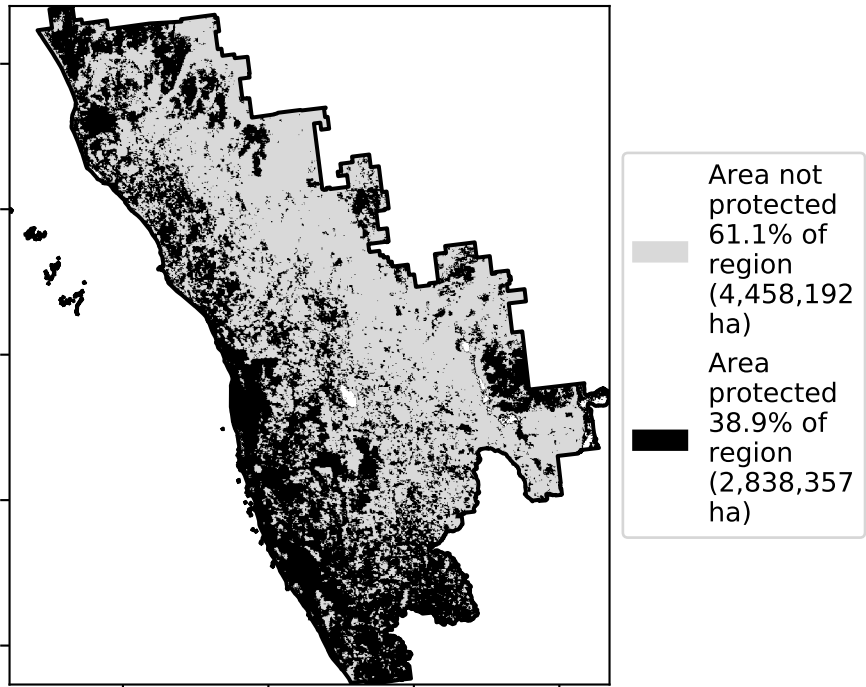 Area not
protected
61.1% of
region
(4,458,192
ha)
Area
protected
38.9% of
region
(2,838,357
ha)